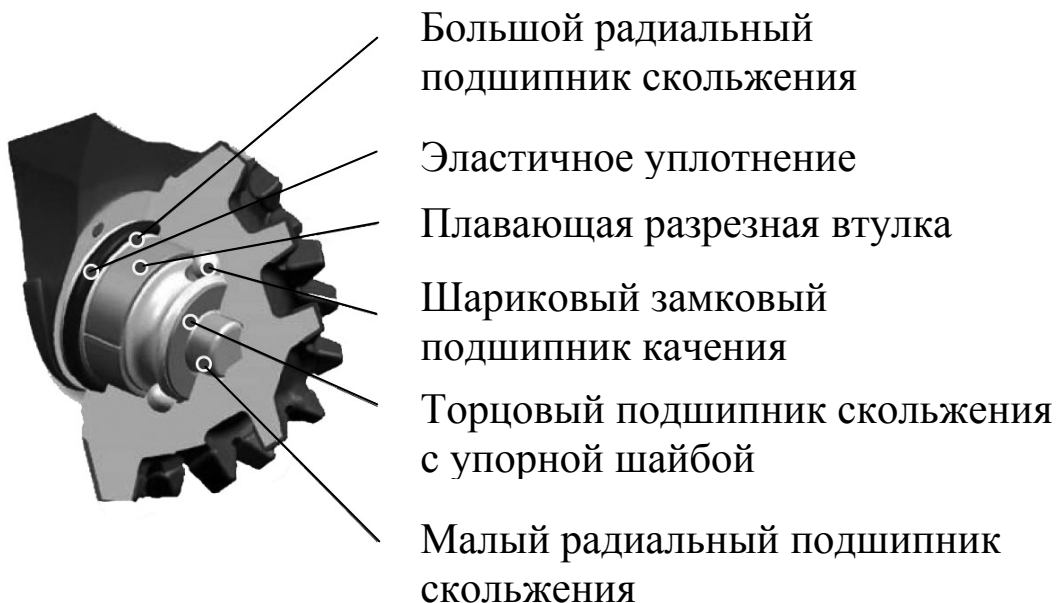 Большой радиальный
подшипник скольжения
Эластичное уплотнение
Плавающая разрезная втулка
Шариковый замковый
подшипник качения
Торцовый подшипник скольжения
с упорной шайбой
Малый радиальный подшипник
скольжения